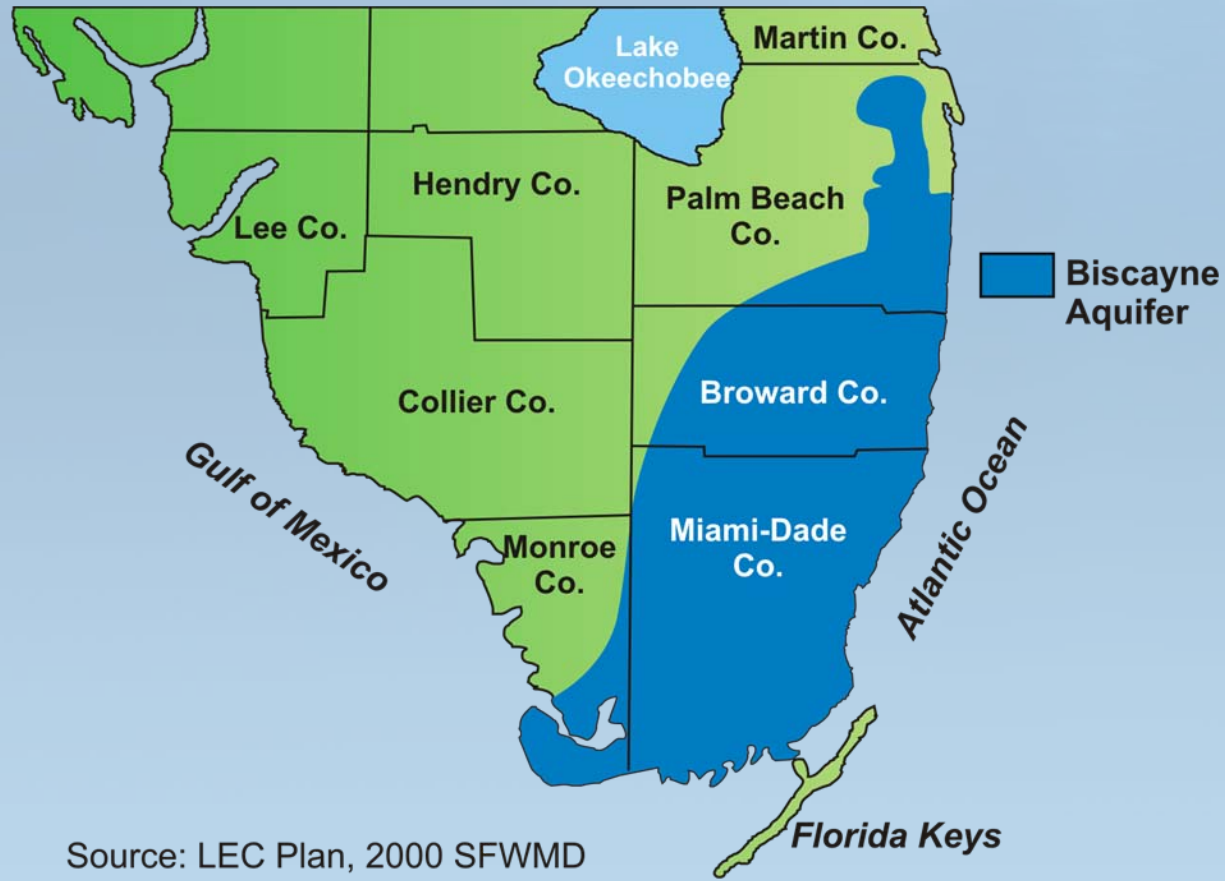 Lake
Okeechobee
Martin Co.
Hendry Co.
Palm Beach
Co.
Lee Co.
Biscayne
Aquifer
Collier Co.
Broward Co.
Gulf of Mexico
Atlantic Ocean
Monroe
Co.
Miami-Dade
Co.
Florida Keys
Source: LEC Plan, 2000 SFWMD